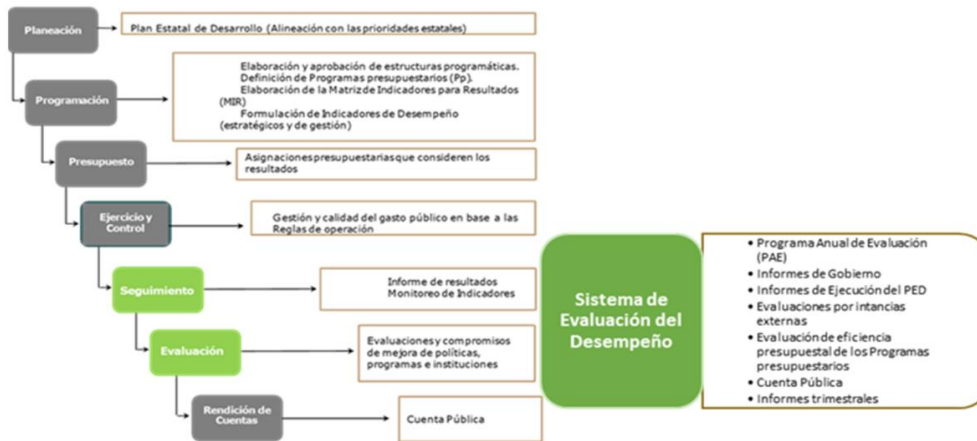 Planeación
Plan Estatal de Desarrollo (Alineación con las prioridades estatales)
Programación
Elaboración y aprobación de estructuras programáticas.
Definición de Programas presupuestarios (Pp).
Elaboración de la Matriz de Indicadores para Resultados
(MIR)
Formulación de Indicadores de Desempeño
(estratégicos y de gestión)
Presupuesto
Asignaciones presupuestarias que consideren los
resultados
Ejercicio y
Control
Gestión y calidad del gasto público en base a las
Reglas de operación
Seguimiento
Informe de resultados
Monitoreo de Indicadores
Evaluación
Evaluaciones y compromisos
de mejora de políticas,
programas e instituciones
Rendición de
Cuentas
Cuenta Pública
Sistema de
Evaluación del
Desempeño
• Programa Anual de Evaluación
(PAE)
• Informes de Gobierno
• Informes de Ejecución del PED
• Evaluaciones por intancias
externas
• Evaluación de eficiencia
presupuestal de los Programas
presupuestarios
• Cuenta Pública
• Informes trimestrales